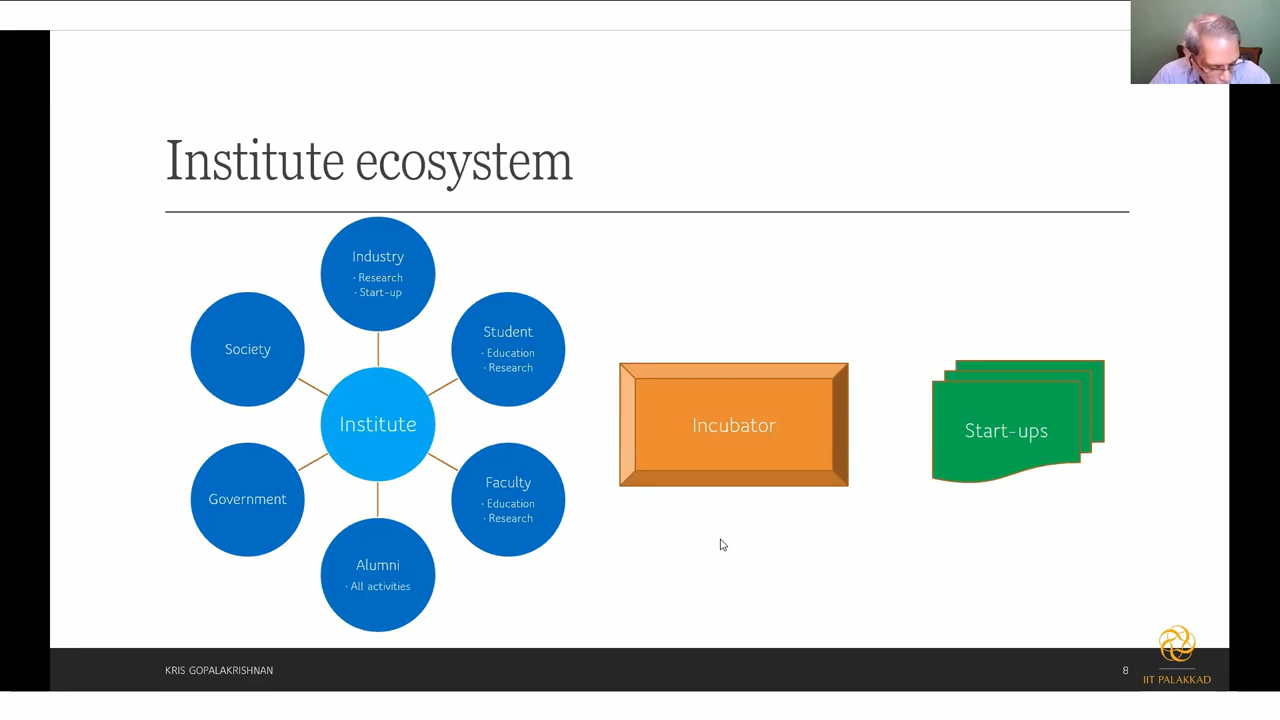 Institute ecosystem
Industry
· Research
· Start-up
Student
· Education
· Research
Society
Institute
Government
Faculty
· Education
· Research
Alumni
· All activities
Incubator
Start-ups
KRIS GOPALAKRISHNAN
8
IIT PALAKKAD